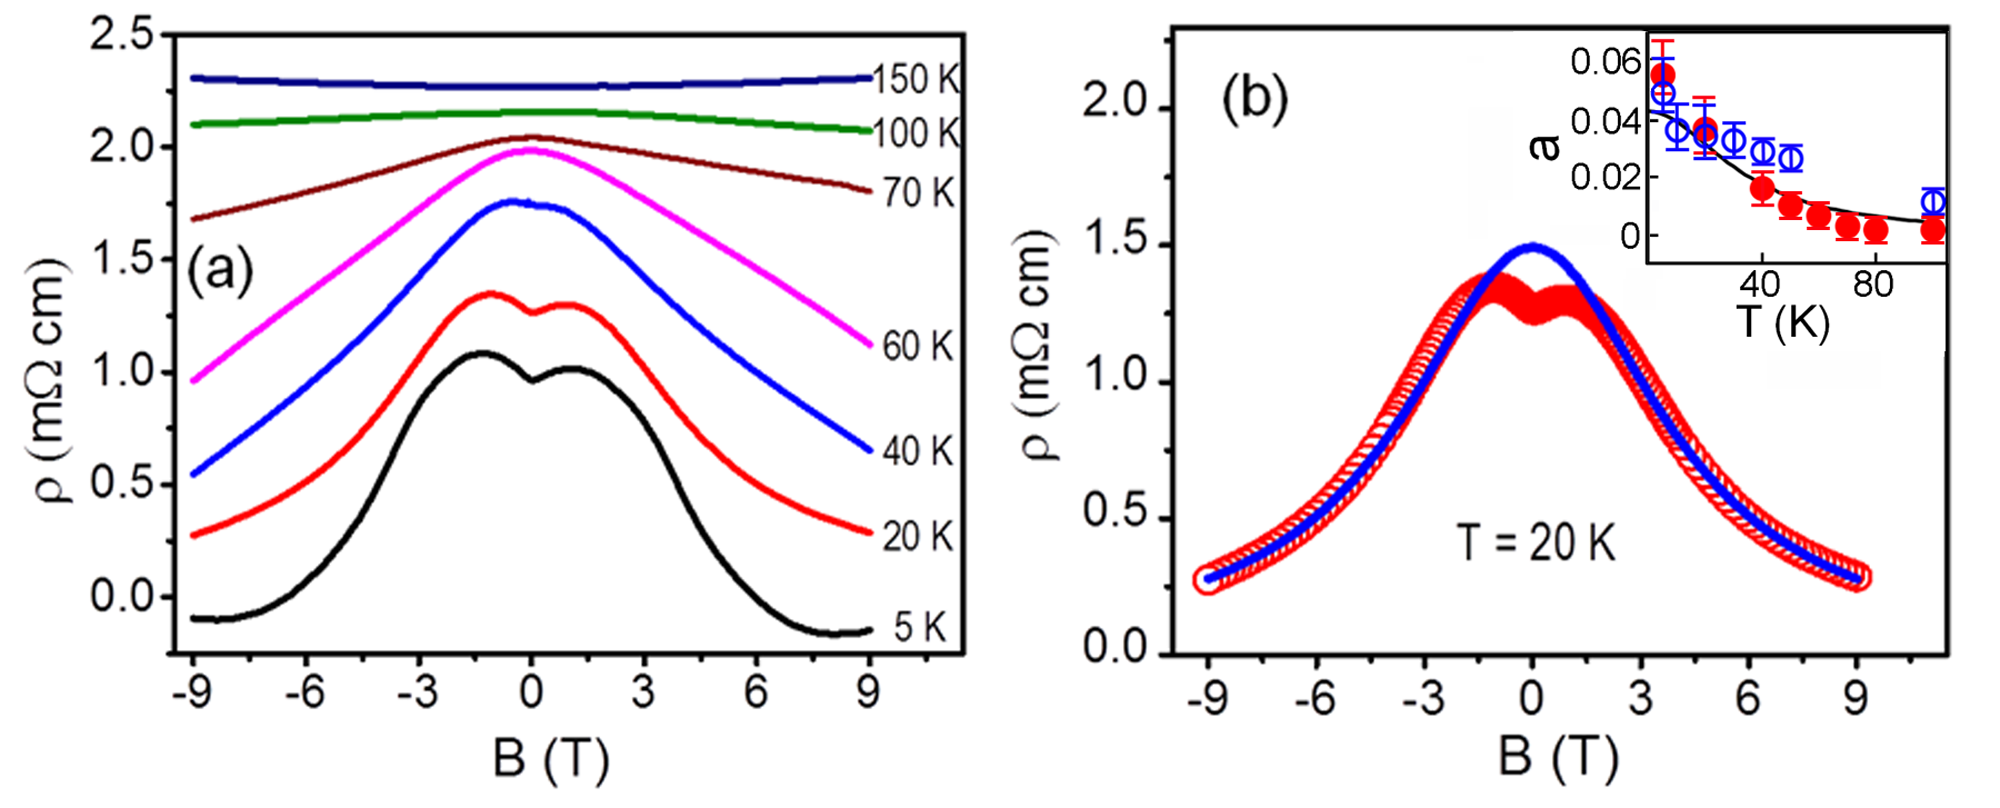 2.5
2.0
1.5
1.0
0.5
0.0
ρ (mΩ cm)
(a)
150 K
100 K
70 K
60 K
40 K
20 K
5 K
-9 -6 -3 0 3 6 9
B (T)
2.0
1.5
1.0
0.5
0.0
ρ (mΩ cm)
(b)
T = 20 K
-9 -6 -3 0 3 6 9
B (T)
0.06
0.04
0.02
0
a
40 80
T (K)